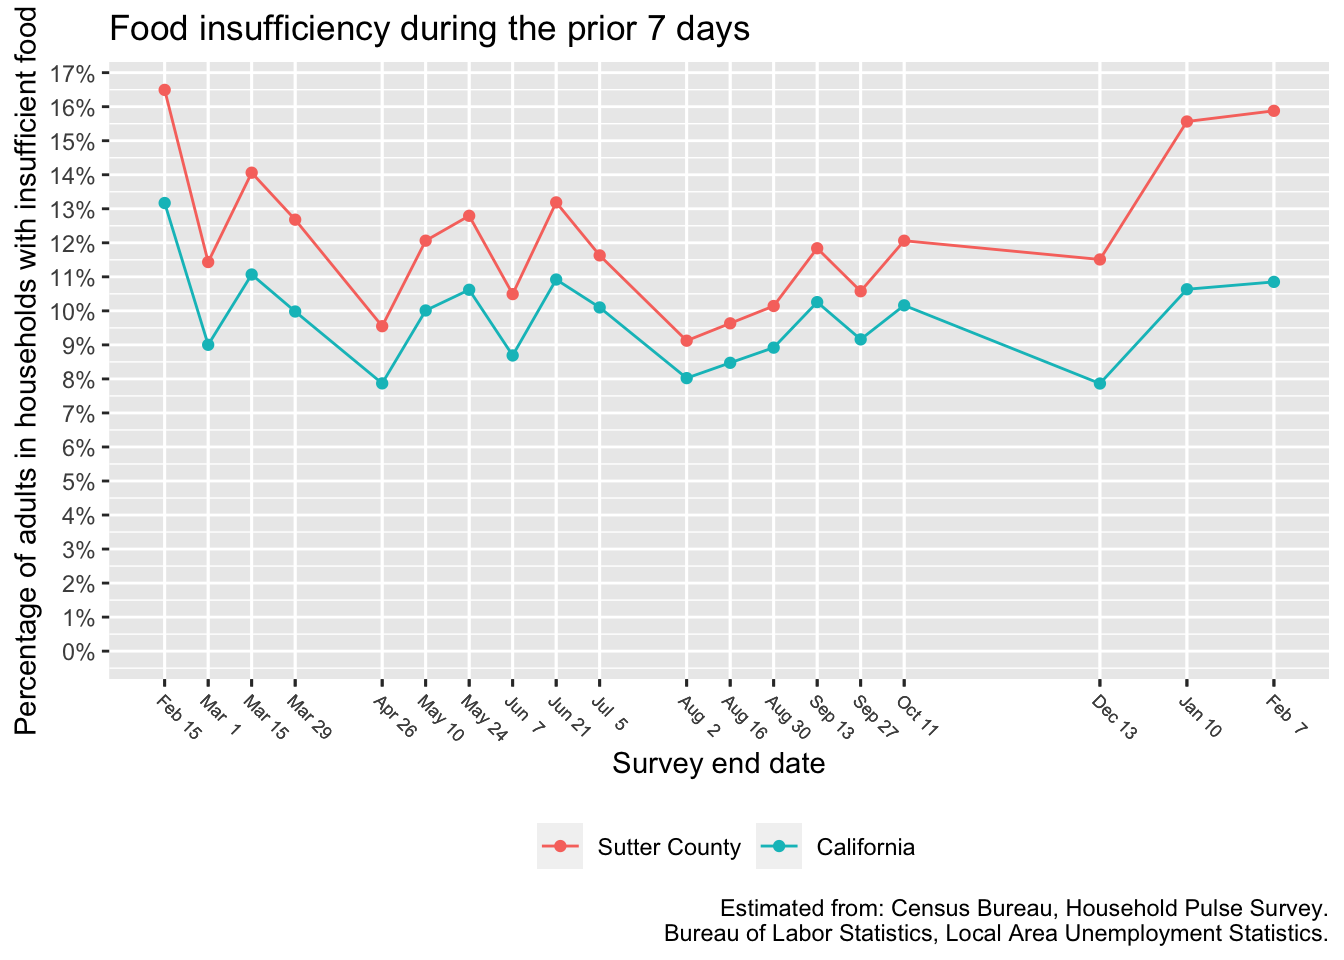 Food insufficiency during the prior 7 days
Percentage of adults in households with insufficient food
17%
16%
15%
14%
13%
12%
11%
10%
9%
8%
7%
6%
5%
4%
3%
2%
1%
0%
Feb 15
Mar 1
Mar 15
Mar 29
Apr 26
May 10
May 24
Jun 7
Jun 21
Jul 5
Aug 2
Aug 16
Aug 30
Sep 13
Sep 27
Oct 11
Dec 13
Jan 10
Feb 7
Survey end date
Sutter County
California
Estimated from: Census Bureau, Household Pulse Survey.
Bureau of Labor Statistics, Local Area Unemployment Statistics.